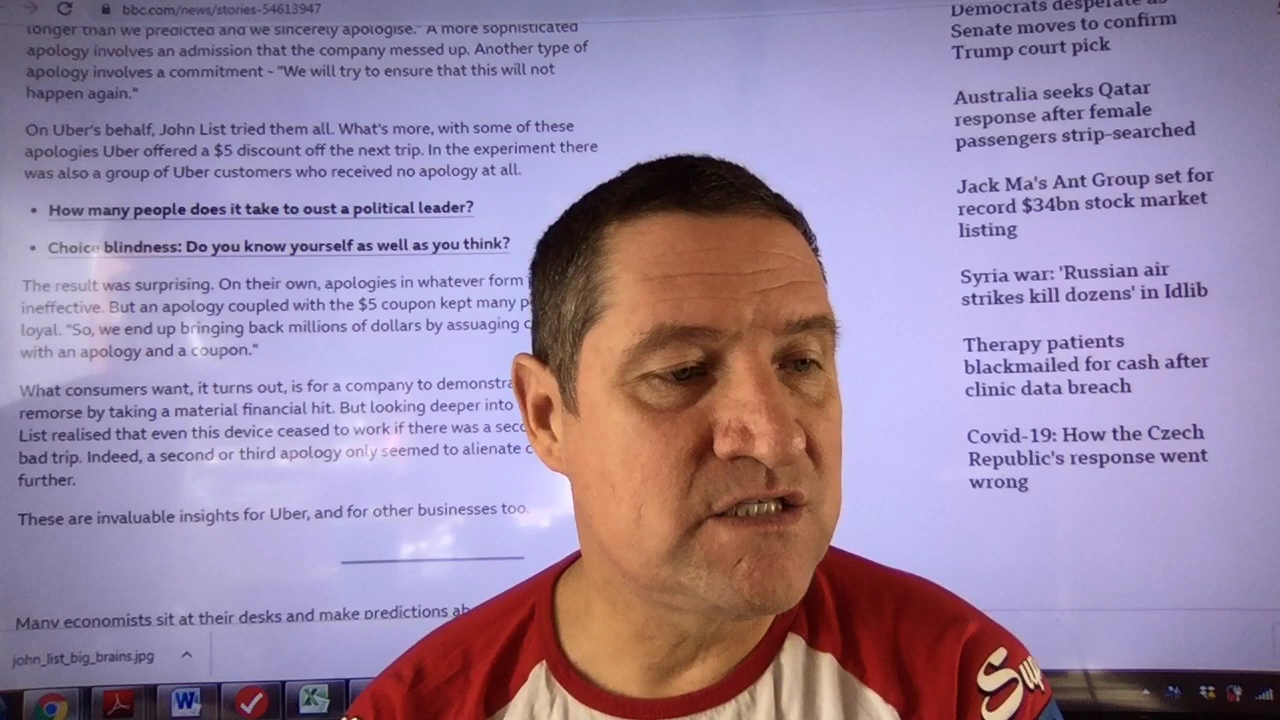 bbc.com/news/stories-54613947
longer than we predicted and we sincerely apologise." A more sophisticated
apology involves an admission that the company messed up. Another type of
apology involves a commitment - "We will try to ensure that this will not
happen again."
On Uber's behalf, John List tried them all. What's more, with some of these
apologies Uber offered a $5 discount off the next trip. In the experiment there
was also a group of Uber customers who received no apology at all.
• How many people does it take to oust a political leader?
• Choice blindness: Do you know yourself as well as you think?
The result was surprising. On their own, apologies in whatever form
ineffective. But an apology coupled with the $5 coupon kept many
loyal. "So, we end up bringing back millions of dollars by assuaging
with an apology and a coupon."
What consumers want, it turns out, is for a company to
remorse by taking a material financial hit. But looking deeper into
List realised that even this device ceased to work if there was a
bad trip. Indeed, a second or third apology only seemed to alienate
further.
These are invaluable insights for Uber, and for other businesses too.
Many economists sit at their desks and make predictions
john_list_big_brains.jpg
Democrats desperate as
Senate moves to confirm
Trump court pick
Australia seeks Qatar
response after female
passengers strip-searched
Jack Ma's Ant Group set for
record $34bn stock market
listing
Syria war: 'Russian air
strikes kill dozens' in Idlib
Therapy patients
blackmailed for cash after
clinic data breach
Covid-19: How the Czech
Republic's response went
wrong
Sup